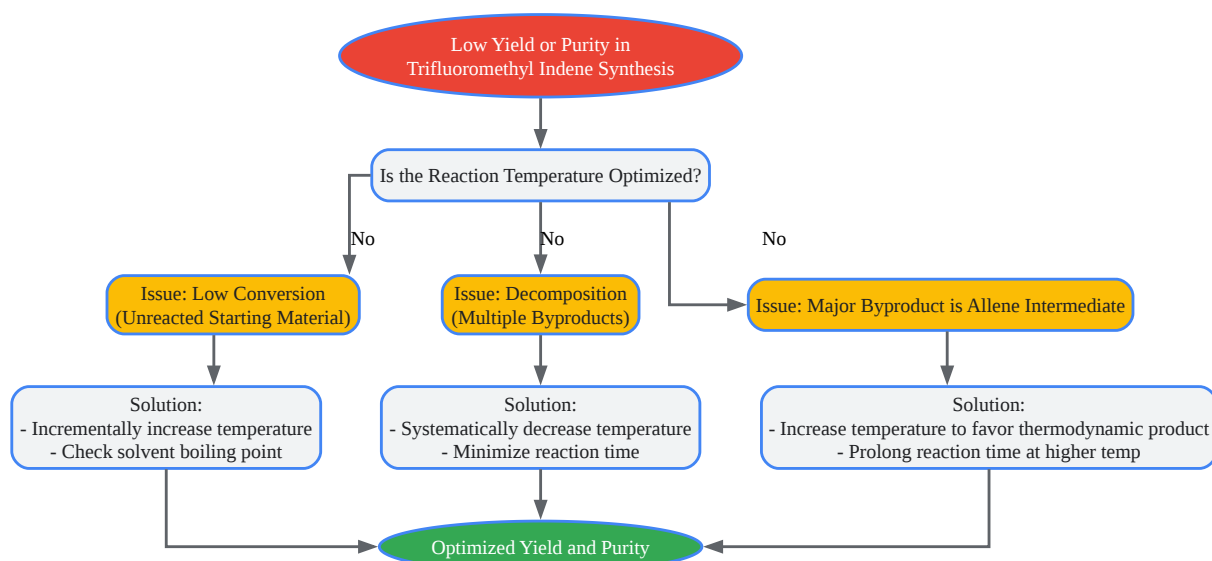 Low Yield or Purity in
Trifluoromethyl Indene Synthesis
Is the Reaction Temperature Optimized?
No
No
No
Issue: Low Conversion
(Unreacted Starting Material)
Issue: Decomposition
(Multiple Byproducts)
Issue: Major Byproduct is Allene Intermediate
Solution:
- Incrementally increase temperature
- Check solvent boiling point
Solution:
- Systematically decrease temperature
- Minimize reaction time
Solution:
- Increase temperature to favor thermodynamic product
- Prolong reaction time at higher temp
Optimized Yield and Purity